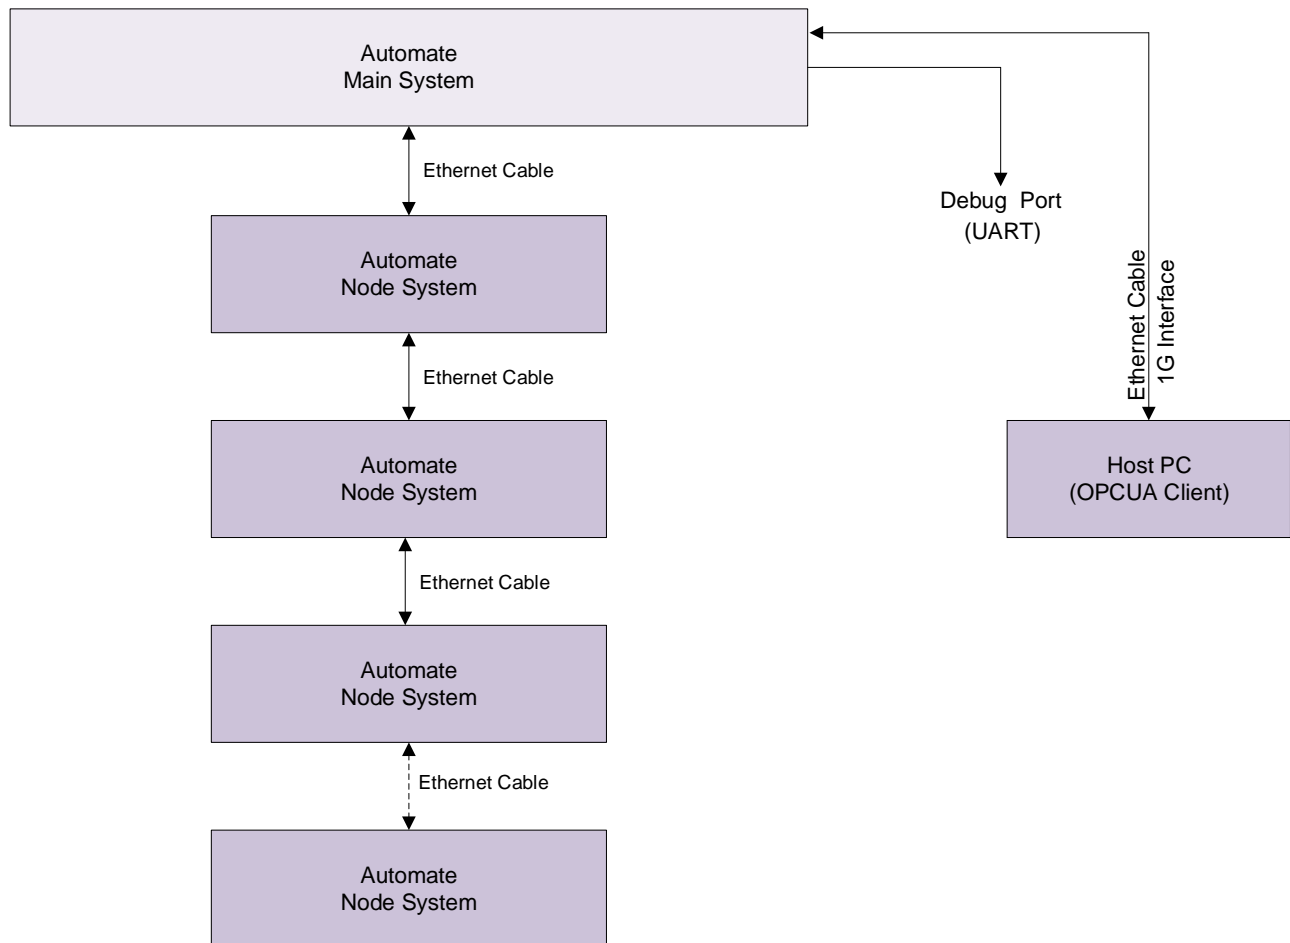 Automate
Main System
Ethernet Cable
Automate
Node System
Ethernet Cable
Automate
Node System
Ethernet Cable
Automate
Node System
Ethernet Cable
Automate
Node System
Debug Port
(UART)
Ethernet Cable
1G Interface
Host PC
(OPCUA Client)